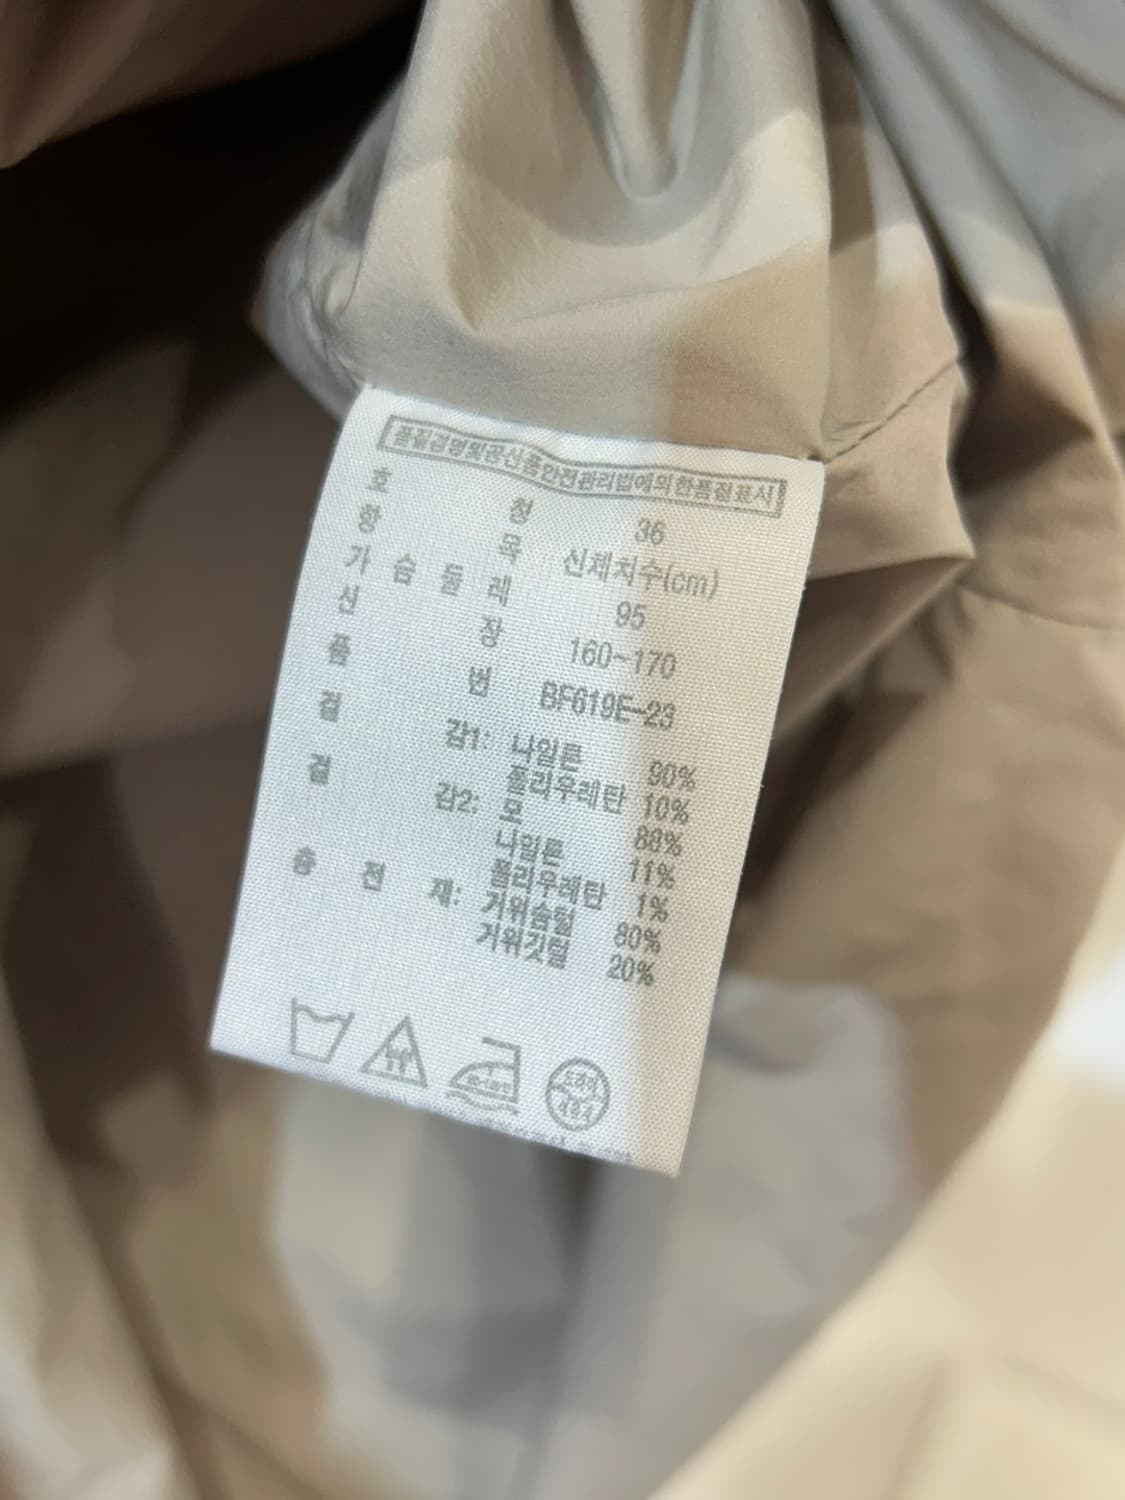 품질경영및공산품안전관리법에의한품질표시
호 칭 36
항 목 신체치수(cm)
가 슴 둘 레 95
신 장 160~170
품 번 BF619E-23
겉 감1: 나일론 90%
폴리우레탄 10%
겉 감2: 모 88%
나일론 11%
폴리우레탄 1%
충 전 재: 거위솜털 80%
거위깃털 20%
드라이